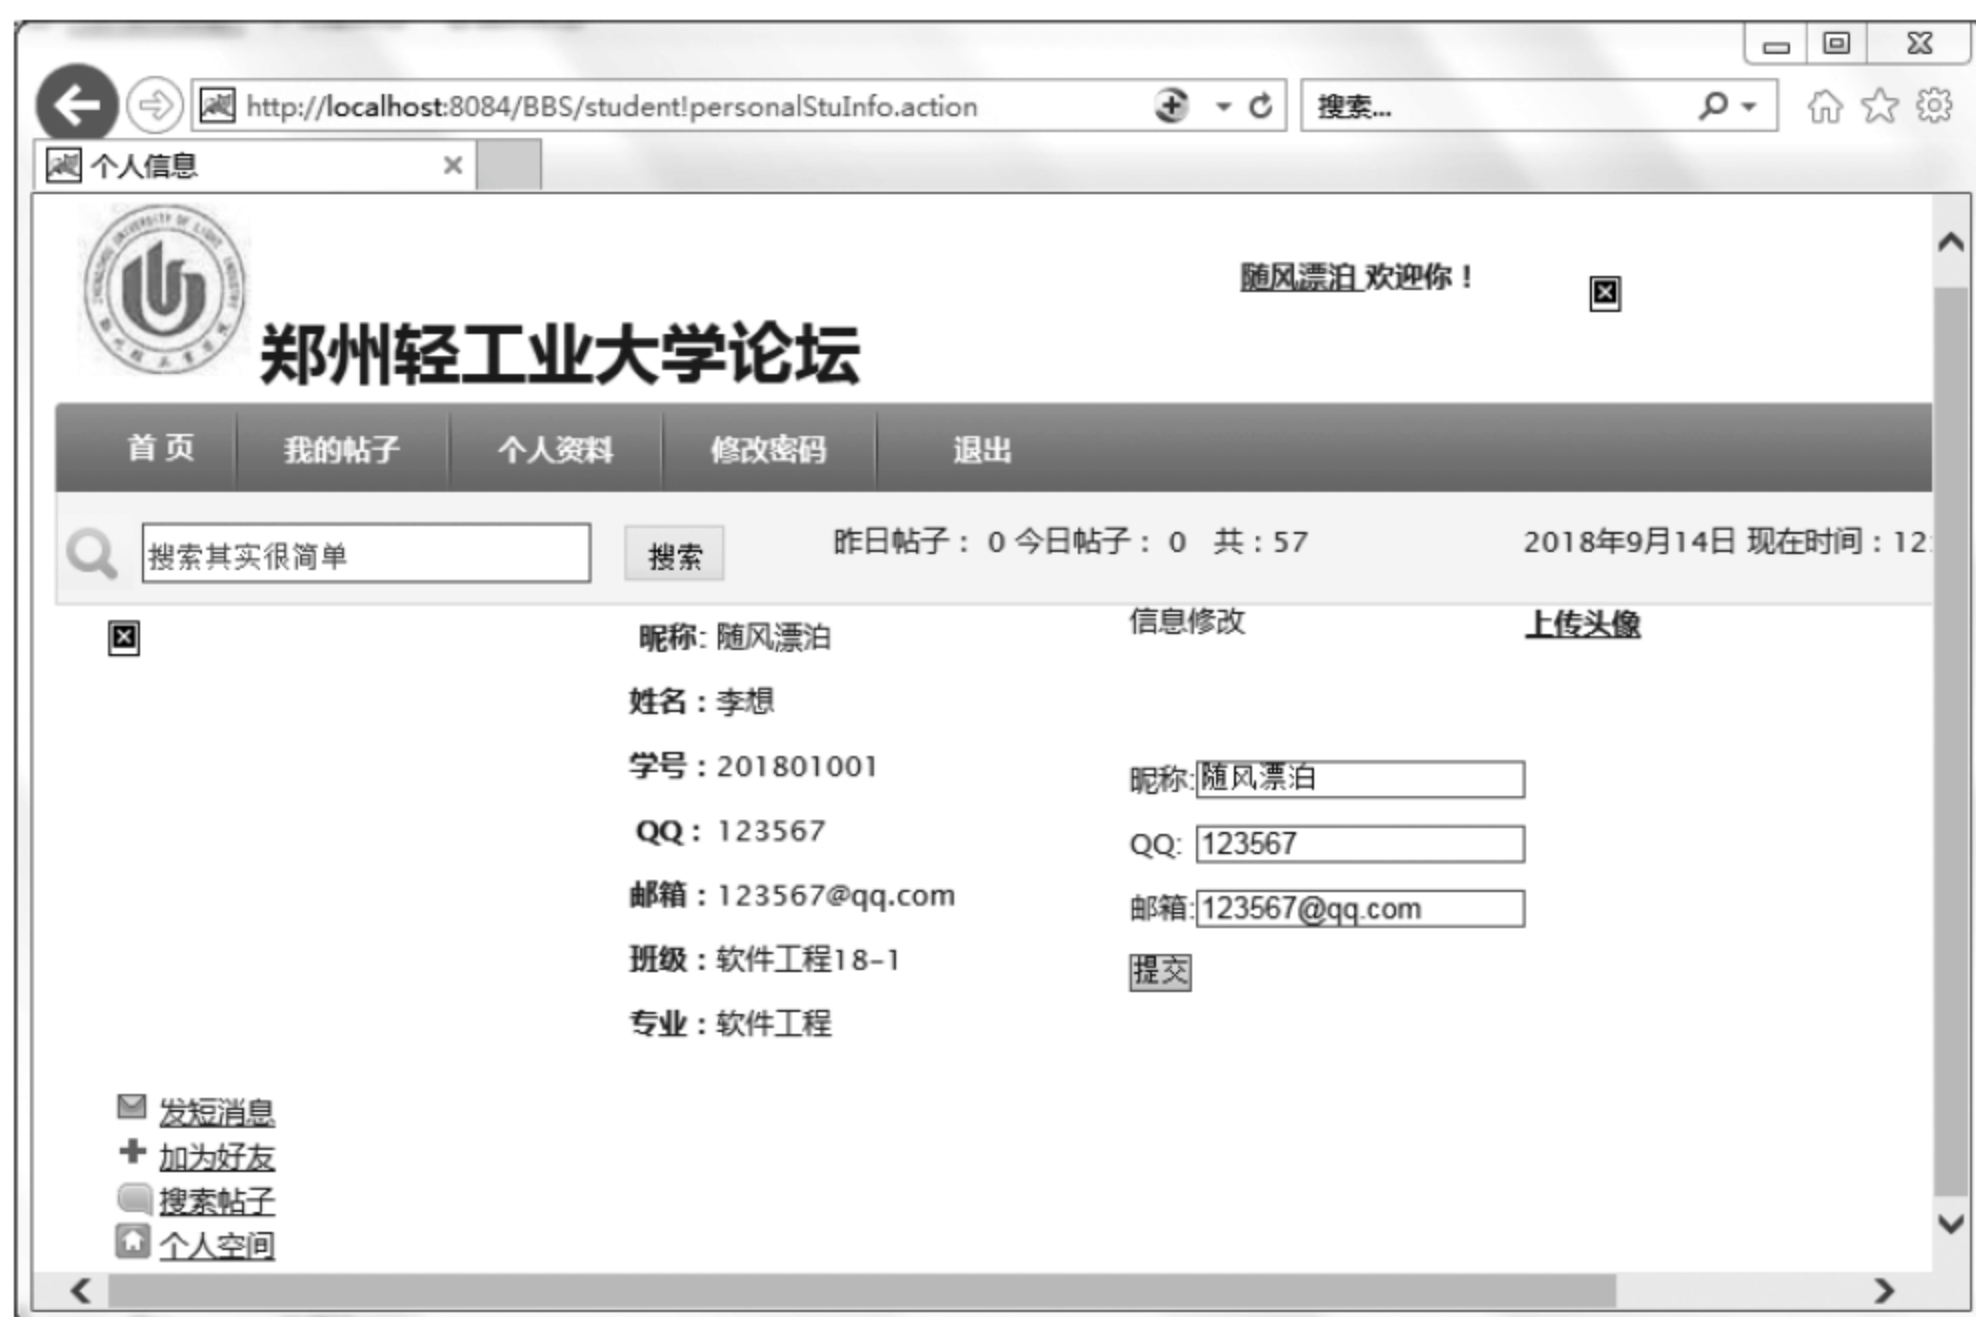 http://localhost:8084/BBS/student!personalStuInfo.action
搜索...
个人信息
随风漂泊 欢迎你！
郑州轻工业大学论坛
首页 我的帖子 个人资料 修改密码 退出
搜索其实很简单 搜索 昨日帖子： 0 今日帖子： 0 共：57 2018年9月14日 现在时间：12:
昵称: 随风漂泊
姓名：李想
学号：201801001
QQ： 123567
邮箱：123567@qq.com
班级：软件工程18-1
专业：软件工程
信息修改
上传头像
昵称:随风漂泊
QQ: 123567
邮箱:123567@qq.com
提交
发短消息
加为好友
搜索帖子
个人空间